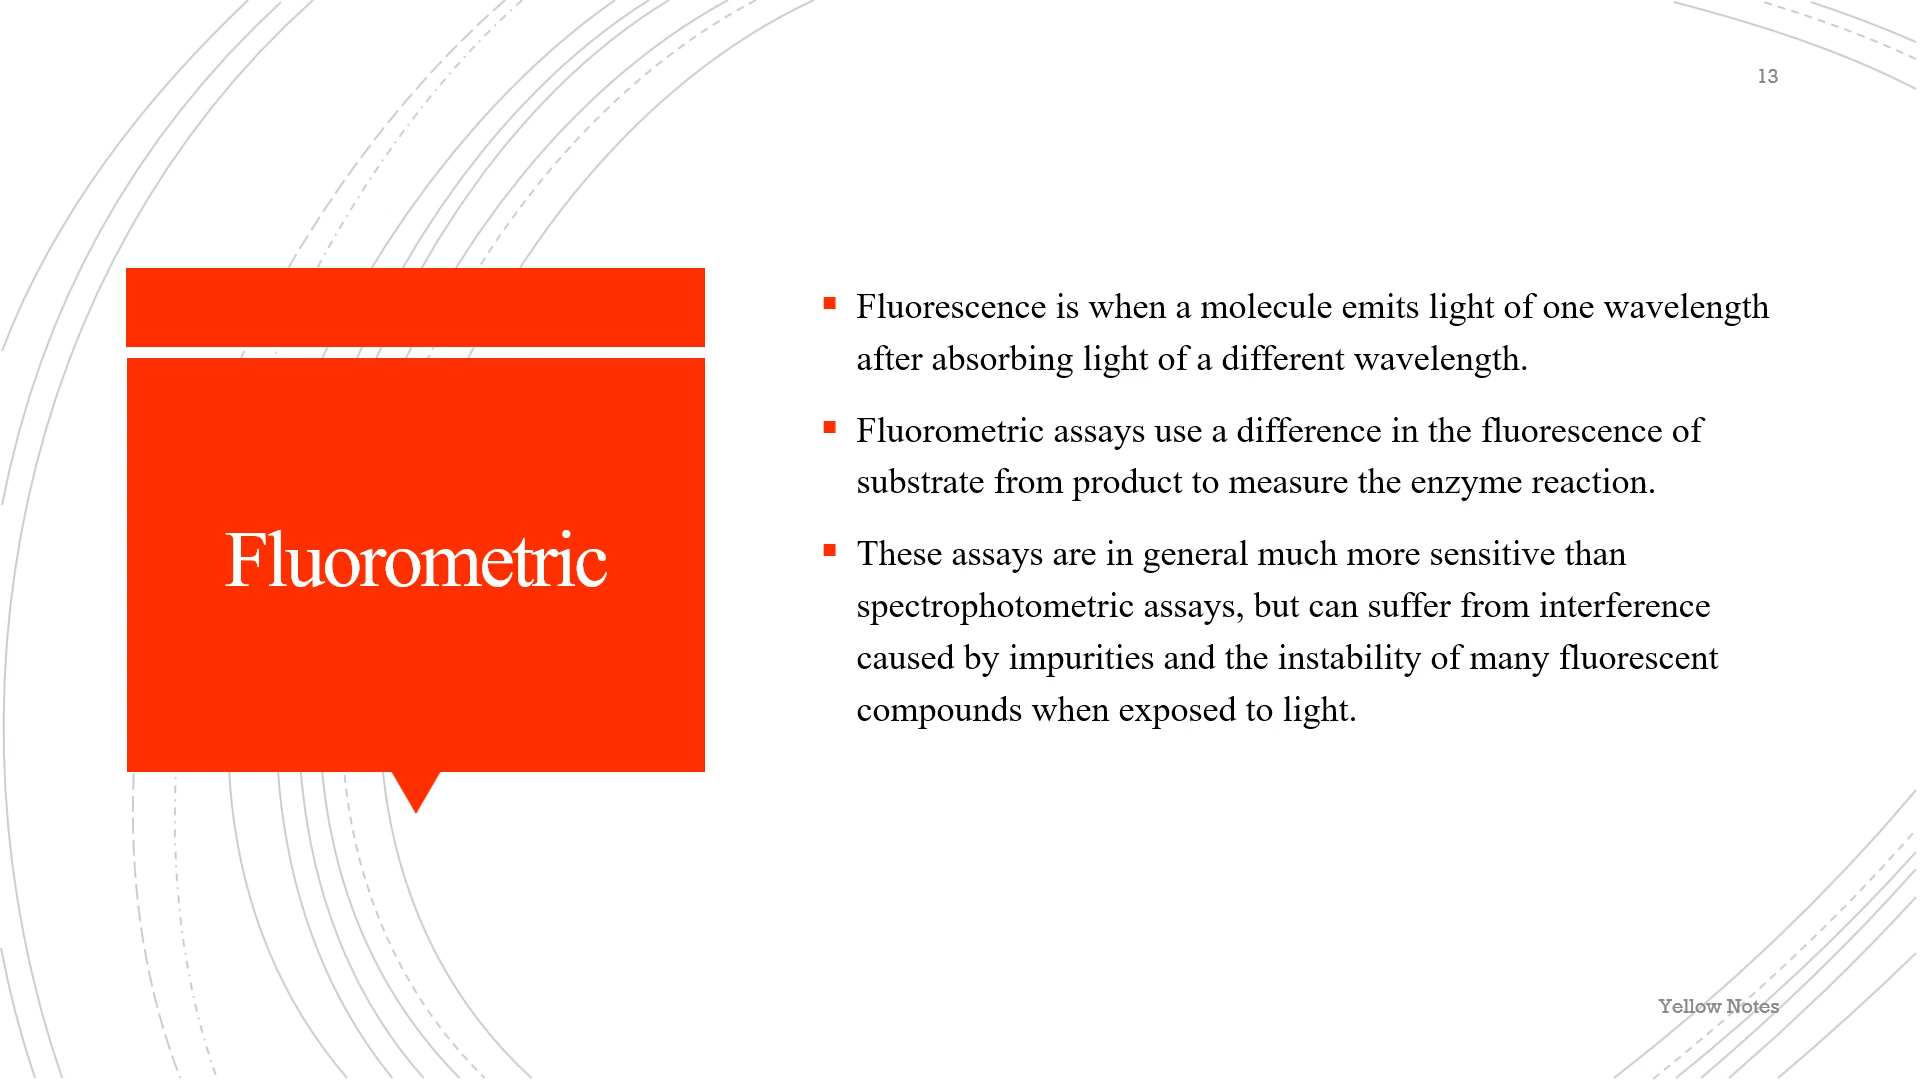 13
Fluorometric
Fluorescence is when a molecule emits light of one wavelength
after absorbing light of a different wavelength.
Fluorometric assays use a difference in the fluorescence of
substrate from product to measure the enzyme reaction.
These assays are in general much more sensitive than
spectrophotometric assays, but can suffer from interference
caused by impurities and the instability of many fluorescent
compounds when exposed to light.
Yellow Notes